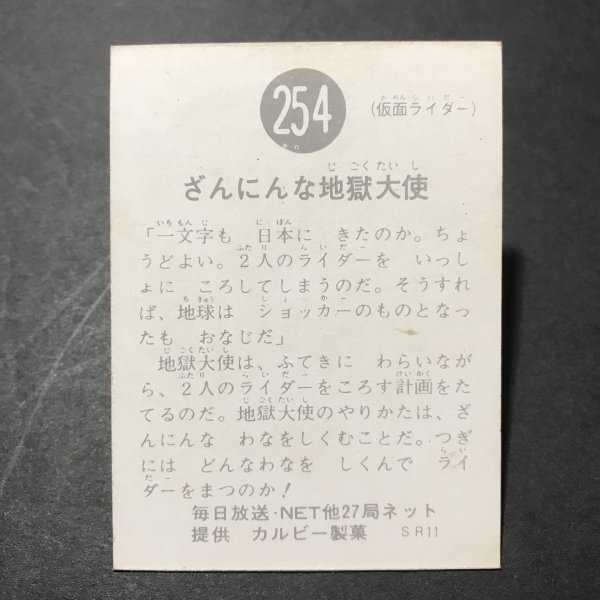 254
(仮面ライダー)
ざんにんな地獄大使
「一文字も 日本に きたのか。ちょ
うどよい。2人のライダーを いっし
ょに ころしてしまうのだ。そうすれ
ば、地球は ショッカーのものとなっ
たも おなじだ」
地獄大使は、ふてきに わらいなが
ら、2人のライダーをころす計画をた
てるのだ。地獄大使のやりかたは、ざ
んにんな わなをしくむことだ。つぎ
には どんなわなを しくんで ライ
ダーをまつのか!
毎日放送・NET他27局ネット
提供 カルビー製菓 SR11